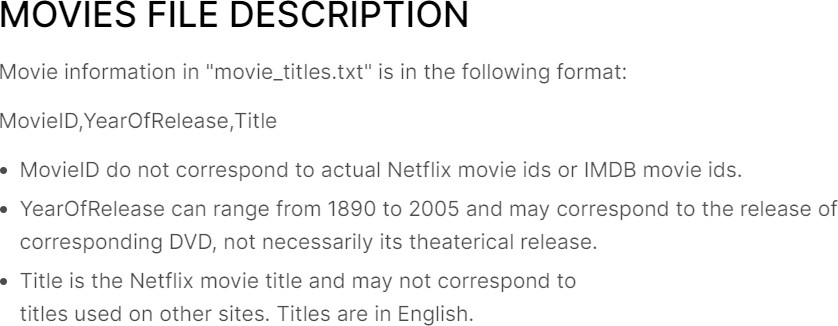 MOVIES FILE DESCRIPTION
Movie information in "movie_titles.txt" is in the following format:
MovieID,YearOfRelease,Title
• MovieID do not correspond to actual Netflix movie ids or IMDB movie ids.
• YearOfRelease can range from 1890 to 2005 and may correspond to the release of
corresponding DVD, not necessarily its theaterical release.
• Title is the Netflix movie title and may not correspond to
titles used on other sites. Titles are in English.